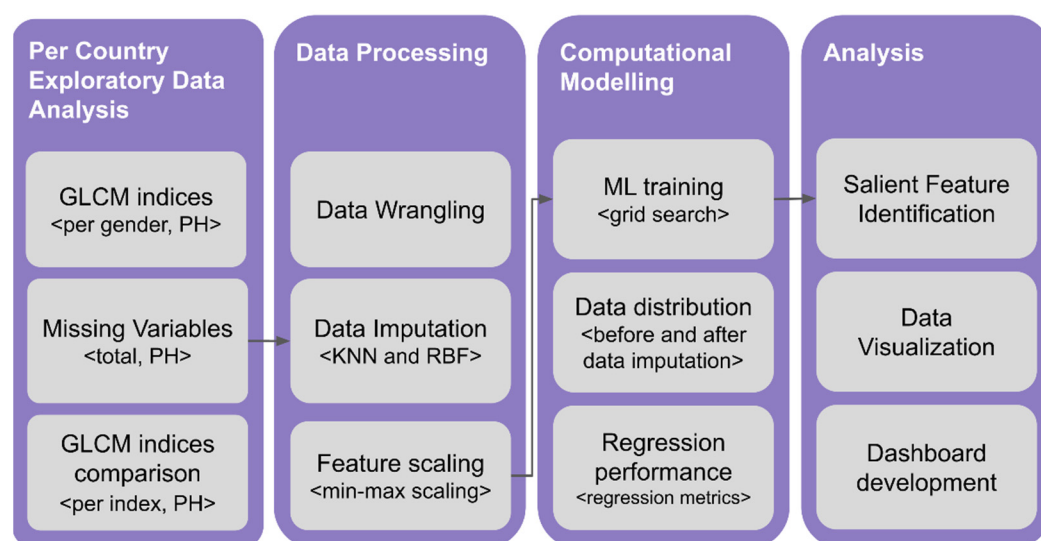 Per Country
Exploratory Data
Analysis
GLCM indices
<per gender, PH>
Missing Variables
<total, PH>
GLCM indices
comparison
<per index, PH>
Data Processing
Data Wrangling
Data Imputation
<KNN and RBF>
Feature scaling
<min-max scaling>
Computational
Modelling
ML training
<grid search>
Data distribution
<before and after
data imputation>
Regression
performance
<regression metrics>
Analysis
Salient Feature
Identification
Data
Visualization
Dashboard
development